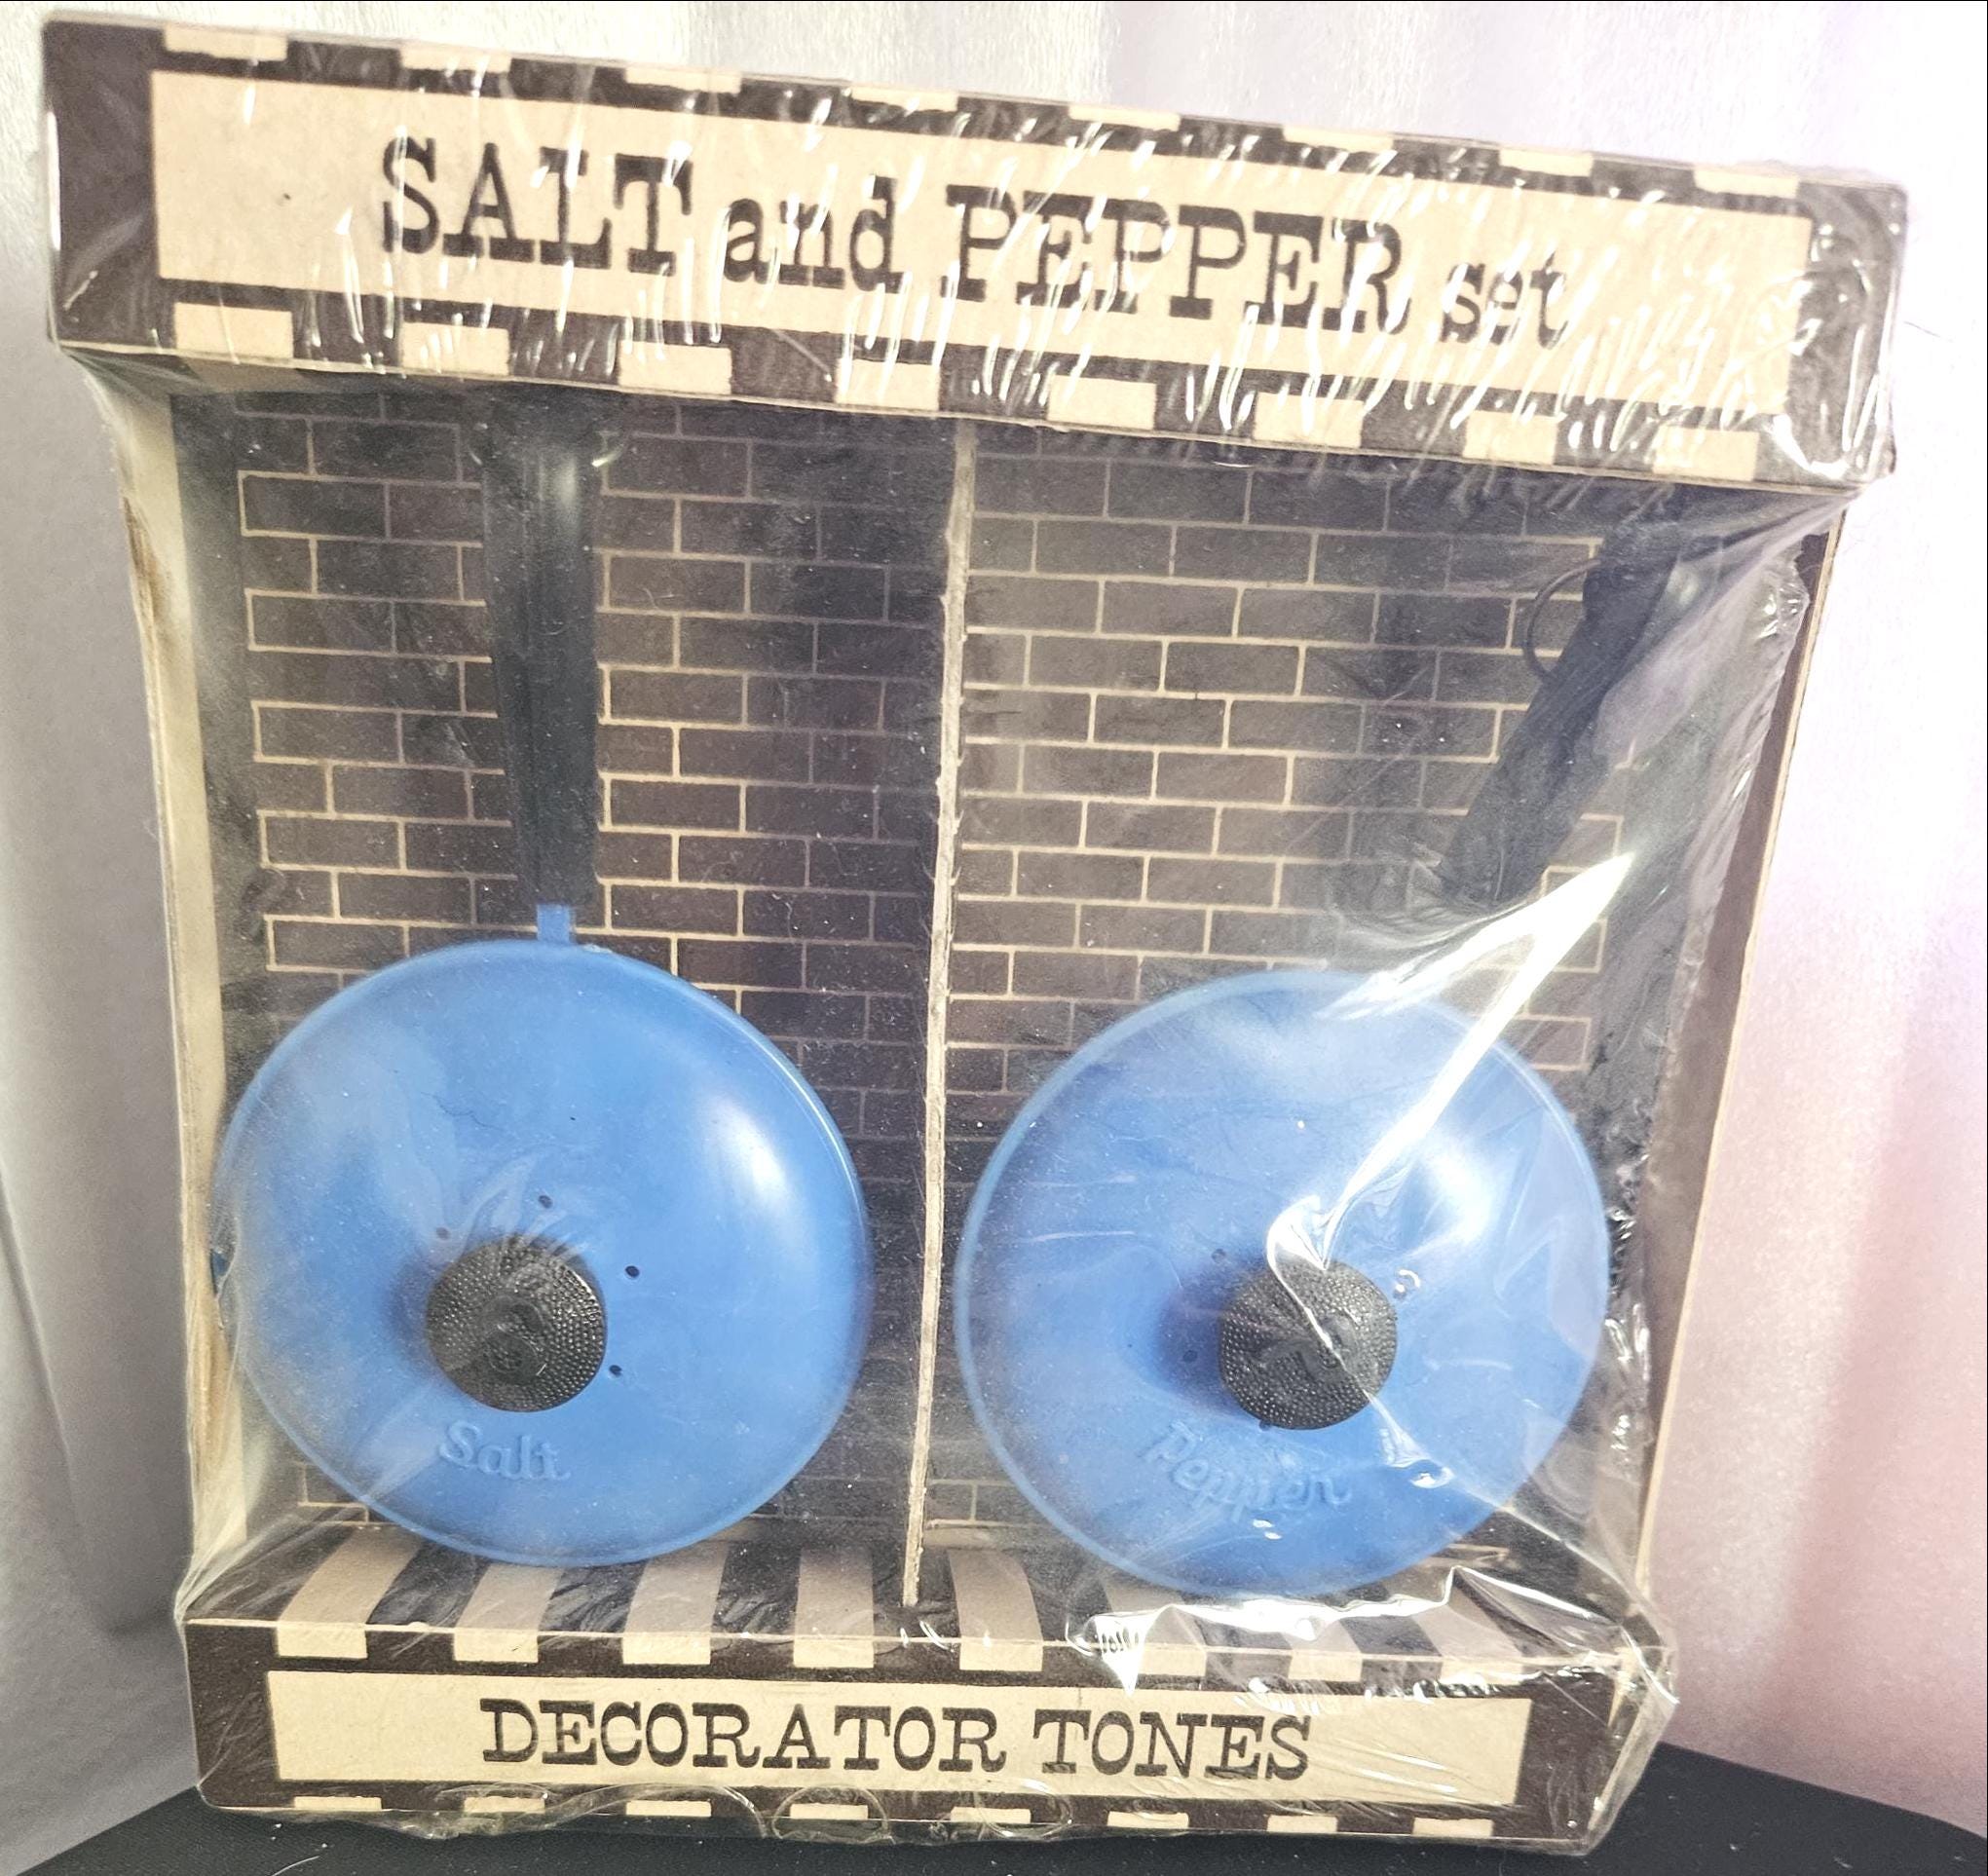 SALT and PEPPER set
Salt
Pepper
DECORATOR TONES